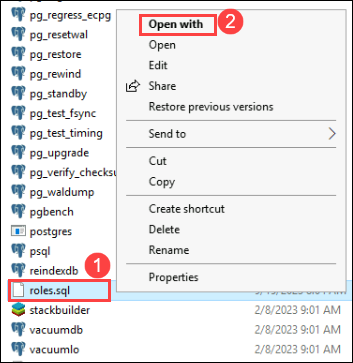 pg_regress_ecpg
pg_resetwal
pg_restore
pg_rewind
pg_standby
pg_test_fsync
pg_test_timing
pg_upgrade
pg_verify_checksu
pg_waldump
pgbench
postgres
psql
1
reindexdb
roles.sql
stackbuilder 2/8/2023 9:01 AM
vacuumdb 2/8/2023 9:01 AM
vacuumlo 2/8/2023 9:01 AM
Open with
2
Open
Edit
Share
Restore previous versions
Send to
Cut
Copy
Create shortcut
Delete
Rename
Properties